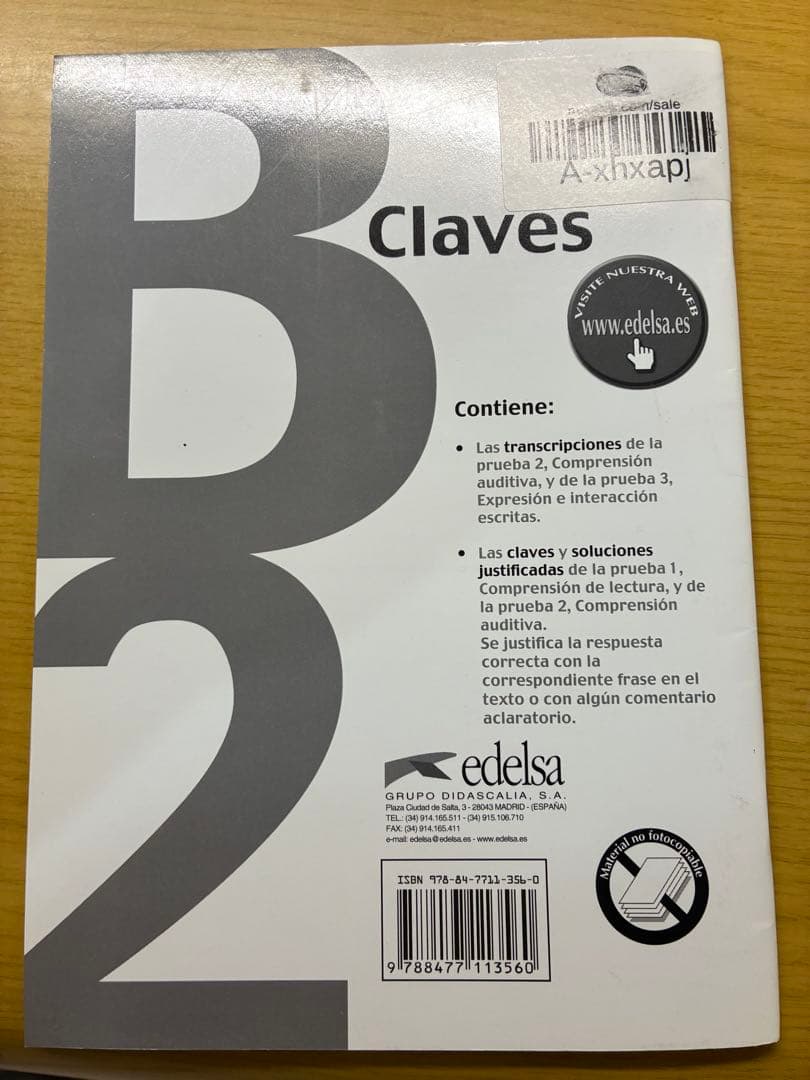 /sale
A-xhxapj
B2
Claves
VISITE NUESTRA WEB
www.edelsa.es
Contiene:
• Las transcripciones de la
prueba 2, Comprensión
auditiva, y de la prueba 3,
Expresión e interacción
escritas.
• Las claves y soluciones
justificadas de la prueba 1,
Comprensión de lectura, y de
la prueba 2, Comprensión
auditiva.
Se justifica la respuesta
correcta con la
correspondiente frase en el
texto o con algún comentario
aclaratorio.
edelsa
GRUPO DIDASCALIA, S.A.
Plaza Ciudad de Salta, 3 - 28043 MADRID - (ESPAÑA)
TEL.: (34) 914.165.511 - (34) 915.106.710
FAX: (34) 914.165.411
e-mail: edelsa@edelsa.es - www.edelsa.es
Material no fotocopiable
ISBN 978-84-7711-356-0
9 788477 113560